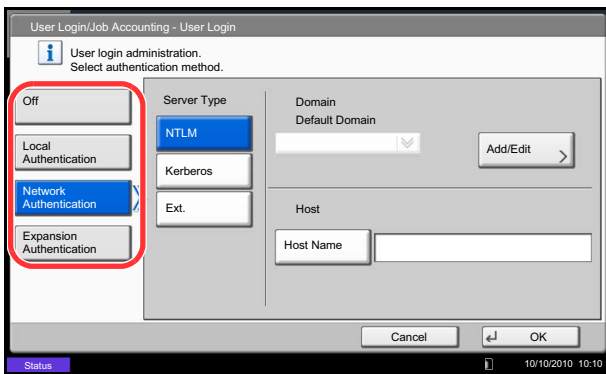 User Login/Job Accounting - User Login
User login administration.
Select authentication method.
Off
Local
Authentication
Network
Authentication
Expansion
Authentication
Server Type
NTLM
Kerberos
Ext.
Domain
Default Domain
Add/Edit
Host
Host Name
Cancel
OK
Status
10/10/2010 10:10